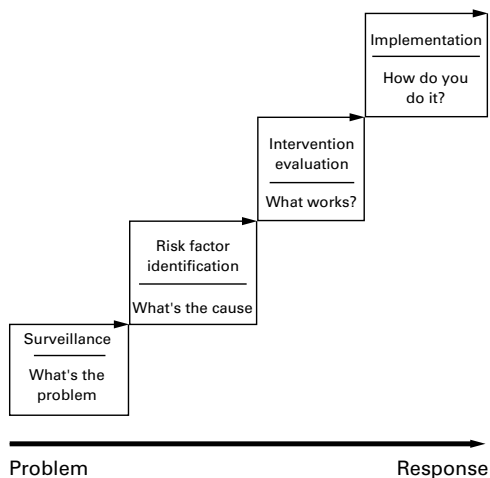 Implementation
How do you
do it?
Intervention
evaluation
What works?
Risk factor
identification
What's the cause
Surveillance
What's the
problem
Problem
Response